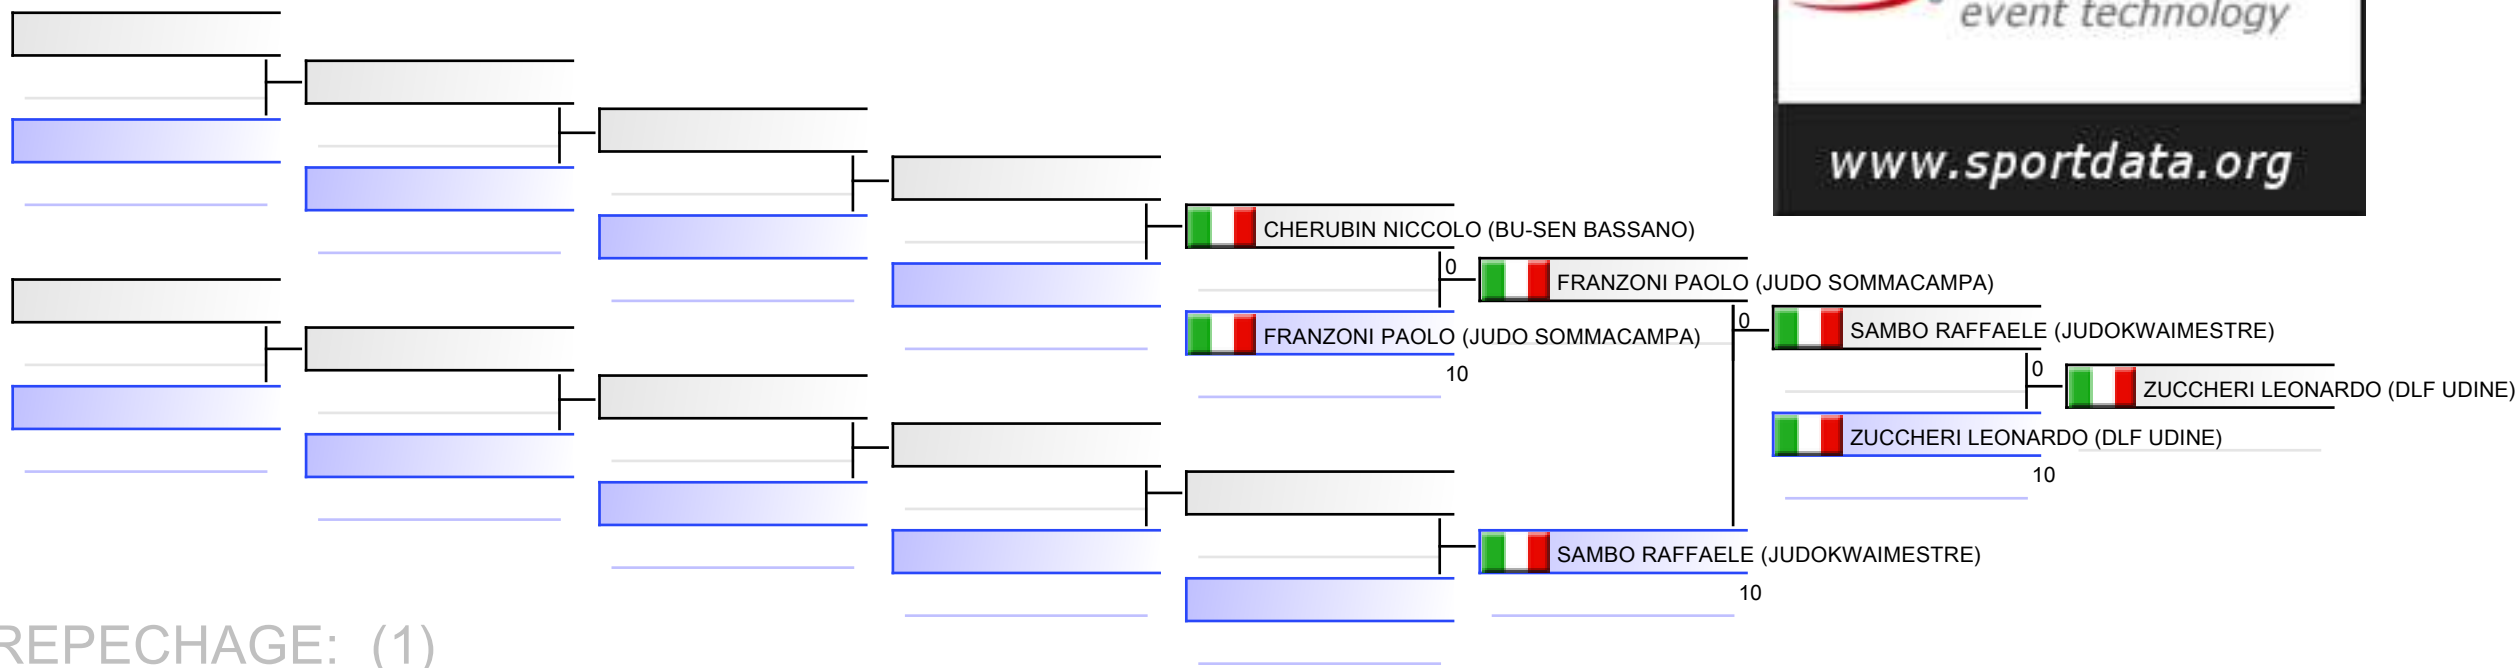 event technology
www.sportdata.org
CHERUBIN NICCOLO (BU-SEN BASSANO)
0
FRANZONI PAOLO (JUDO SOMMACAMPA)
0
SAMBO RAFFAELE (JUDOKWAIMESTRE)
FRANZONI PAOLO (JUDO SOMMACAMPA)
10
0
ZUCCHERI LEONARDO (DLF UDINE)
ZUCCHERI LEONARDO (DLF UDINE)
10
SAMBO RAFFAELE (JUDOKWAIMESTRE)
10
REPECHAGE: (1)